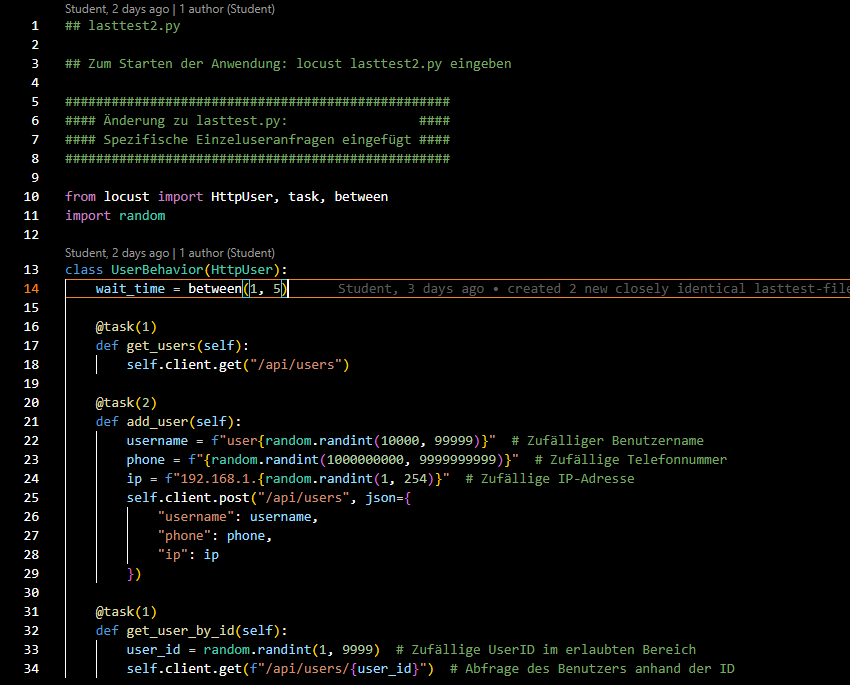 Student, 2 days ago | 1 author (Student)
1 ## lasttest2.py
2
3 ## Zum Starten der Anwendung: locust lasttest2.py eingeben
4
5 ##################################################
6 #### Änderung zu lasttest.py:                 ####
7 #### Spezifische Einzeluseranfragen eingefügt ####
8 ##################################################
9
10 from locust import HttpUser, task, between
11 import random
12
Student, 2 days ago | 1 author (Student)
13 class UserBehavior(HttpUser):
14     wait_time = between(1, 5)      Student, 3 days ago • created 2 new closely identical lasttest-file
15
16     @task(1)
17     def get_users(self):
18         self.client.get("/api/users")
19
20     @task(2)
21     def add_user(self):
22         username = f"user{random.randint(10000, 99999)}"  # Zufälliger Benutzername
23         phone = f"{random.randint(1000000000, 9999999999)}"  # Zufällige Telefonnummer
24         ip = f"192.168.1.{random.randint(1, 254)}"  # Zufällige IP-Adresse
25         self.client.post("/api/users", json={
26             "username": username,
27             "phone": phone,
28             "ip": ip
29         })
30
31     @task(1)
32     def get_user_by_id(self):
33         user_id = random.randint(1, 9999)  # Zufällige UserID im erlaubten Bereich
34         self.client.get(f"/api/users/{user_id}")  # Abfrage des Benutzers anhand der ID